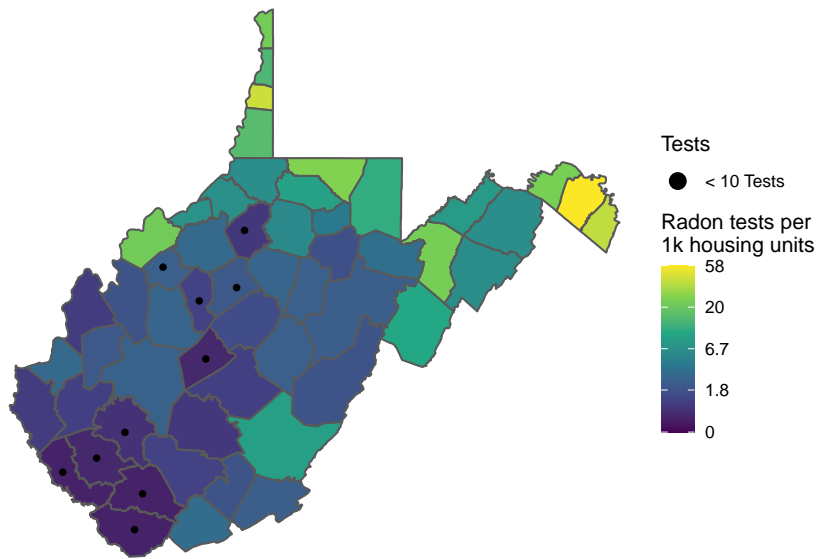 Tests
< 10 Tests
Radon tests per
1k housing units
58
20
6.7
1.8
0